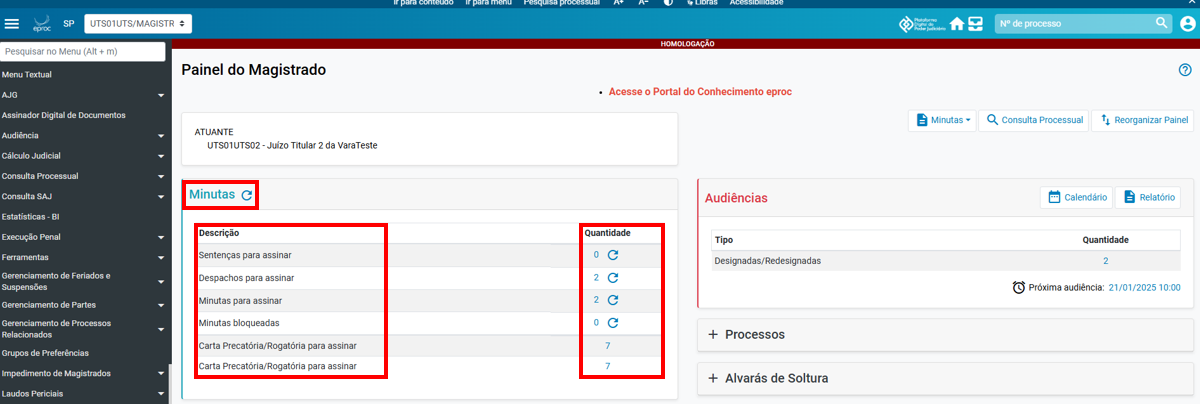 Ir para conteúdo Ir para menu Pesquisa processual A+ A- Libras Acessibilidade
eproc SP UTS01UTS/MAGISTR Plataforma Digital do Poder Judiciário Nº de processo
Pesquisar no Menu (Alt + m)
HOMOLOGAÇÃO
Menu Textual
AJG
Assinador Digital de Documentos
Audiência
Cálculo Judicial
Consulta Processual
Consulta SAJ
Estatísticas - BI
Execução Penal
Ferramentas
Gerenciamento de Feriados e
Suspensões
Gerenciamento de Partes
Gerenciamento de Processos
Relacionados
Grupos de Preferências
Impedimento de Magistrados
Laudos Periciais
Painel do Magistrado
• Acesse o Portal do Conhecimento eproc
Minutas Consulta Processual Reorganizar Painel
ATUANTE
UTS01UTS02 - Juízo Titular 2 da VaraTeste
Minutas
Descrição Quantidade
Sentenças para assinar 0
Despachos para assinar 2
Minutas para assinar 2
Minutas bloqueadas 0
Carta Precatória/Rogatória para assinar 7
Carta Precatória/Rogatória para assinar 7
Audiências Calendário Relatório
Tipo Quantidade
Designadas/Redesignadas 2
Próxima audiência: 21/01/2025 10:00
+ Processos
+ Alvarás de Soltura